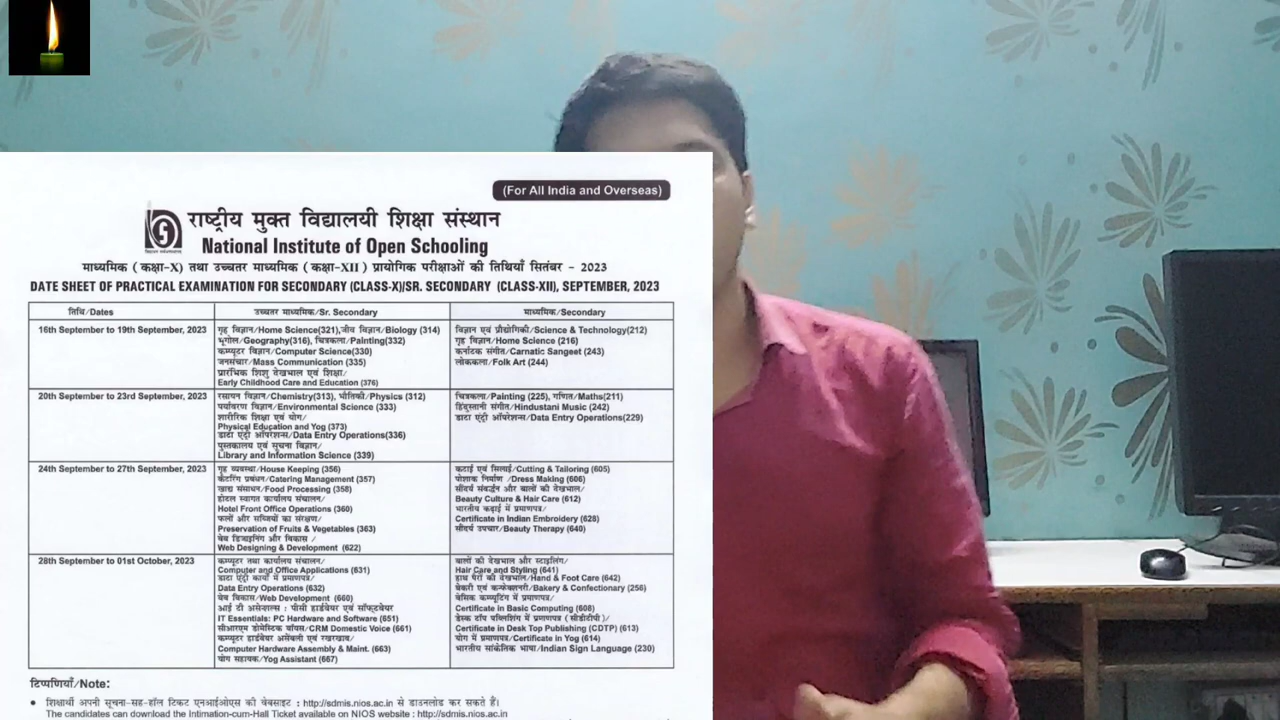 (For All India and Overseas)
राष्ट्रीय मुक्त विद्यालयी शिक्षा संस्थान
National Institute of Open Schooling
माध्यमिक ( कक्षा-X) तथा उच्चतर माध्यमिक ( कक्षा-XII ) प्रायोगिक परीक्षाओं की तिथियाँ सितंबर - 2023
DATE SHEET OF PRACTICAL EXAMINATION FOR SECONDARY (CLASS-X)/SR. SECONDARY (CLASS-XII), SEPTEMBER, 2023
तिथि/Dates
उच्चतर माध्यमिक/Sr. Secondary
माध्यमिक/Secondary
16th September to 19th September, 2023
गृह विज्ञान/Home Science(321),जीव विज्ञान/Biology (314)
भूगोल/Geography(316), चित्रकला/Painting(332)
कम्प्यूटर विज्ञान/Computer Science(330)
जनसंचार/Mass Communication (335)
प्रारंभिक शिशु देखभाल एवं शिक्षा/
Early Childhood Care and Education (376)
विज्ञान एवं प्रौद्योगिकी/Science & Technology(212)
गृह विज्ञान/Home Science (216)
कर्नाटक संगीत/Carnatic Sangeet (243)
लोककला/Folk Art (244)
20th September to 23rd September, 2023
रसायन विज्ञान/Chemistry(313), भौतिकी/Physics (312)
पर्यावरण विज्ञान/Environmental Science (333)
शारीरिक शिक्षा एवं योग/
Physical Education and Yog (373)
डाटा एंट्री ऑपरेशन्स/Data Entry Operations(336)
पुस्तकालय एवं सूचना विज्ञान/
Library and Information Science (339)
चित्रकला/Painting (225), गणित/Maths(211)
हिंदुस्तानी संगीत/Hindustani Music (242)
डाटा एंट्री ऑपरेशन्स/Data Entry Operations(229)
24th September to 27th September, 2023
गृह व्यवस्था/House Keeping (356)
केटरिंग प्रबंधन/Catering Management (357)
खाद्य संसाधन/Food Processing (358)
होटल स्वागत कार्यालय संचालन/
Hotel Front Office Operations (360)
फलों और सब्जियों का संरक्षण/
Preservation of Fruits & Vegetables (363)
वेब डिजाइनिंग और विकास /
Web Designing & Development (622)
कटाई एवं सिलाई/Cutting & Tailoring (605)
पोशाक निर्माण /Dress Making (606)
सौंदर्य संवर्द्धन और बालों की देखभाल/
Beauty Culture & Hair Care (612)
भारतीय कढ़ाई में प्रमाणपत्र/
Certificate in Indian Embroidery (628)
सौंदर्य उपचार/Beauty Therapy (640)
28th September to 01st October, 2023
कम्प्यूटर तथा कार्यालय संचालन/
Computer and Office Applications (631)
डाटा एंट्री कार्यों में प्रमाणपत्र/
Data Entry Operations (632)
वेब विकास/Web Development (660)
आई टी असेन्शल्स : पीसी हार्डवेयर एवं सॉफ्टवेयर
IT Essentials: PC Hardware and Software (651)
सीआरएम डोमेस्टिक वॉयस/CRM Domestic Voice (661)
कम्प्यूटर हार्डवेयर असेंबली एवं रखरखाव/
Computer Hardware Assembly & Maint. (663)
योग सहायक/Yog Assistant (667)
बालों की देखभाल और स्टाइलिंग/
Hair Care and Styling (641)
हाथ पैरों की देखभाल/Hand & Foot Care (642)
बेकरी एवं कन्फेक्शनरी/Bakery & Confectionary (256)
बेसिक कम्प्यूटिंग में प्रमाणपत्र/
Certificate in Basic Computing (608)
डेस्क टॉप पब्लिशिंग में प्रमाणपत्र (सीडीटीपी)/
Certificate in Desk Top Publishing (CDTP) (613)
योग में प्रमाणपत्र/Certificate in Yog (614)
भारतीय सांकेतिक भाषा/Indian Sign Language (230)
टिप्पणियाँ/Note:
● शिक्षार्थी अपनी सूचना-सह-हॉल टिकट एनआईओएस की वेबसाइट : http://sdmis.nios.ac.in से डाउनलोड कर सकते हैं।
The candidates can download the Intimation-cum-Hall Ticket available on NIOS website : http://sdmis.nios.ac.in